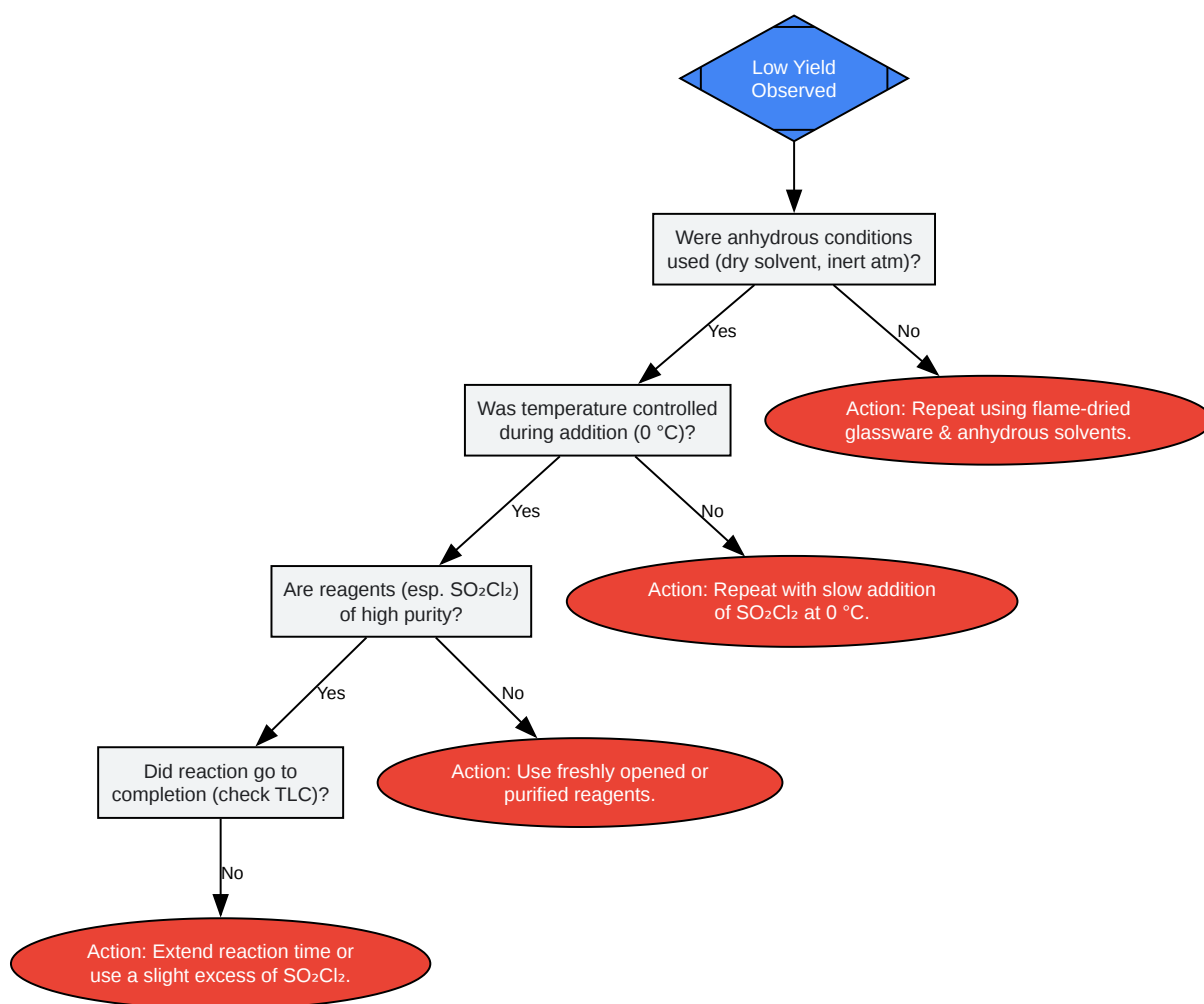 Low Yield
Observed
Were anhydrous conditions
used (dry solvent, inert atm)?
Yes
No
Was temperature controlled
during addition (0 °C)?
Action: Repeat using flame-dried
glassware & anhydrous solvents.
Yes
No
Are reagents (esp. SO₂Cl₂)
of high purity?
Action: Repeat with slow addition
of SO₂Cl₂ at 0 °C.
Yes
No
Did reaction go to
completion (check TLC)?
Action: Use freshly opened or
purified reagents.
No
Action: Extend reaction time or
use a slight excess of SO₂Cl₂.